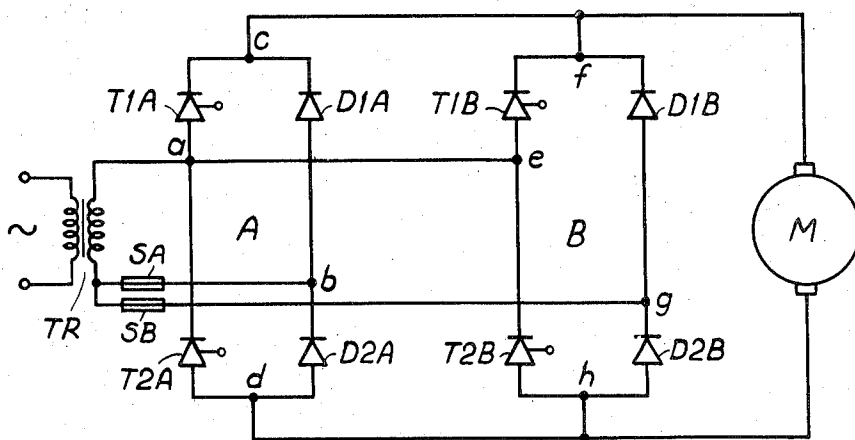 c
f
T1A
D1A
T1B
D1B
a
e
A
B
M
~
SA
b
g
TR
SB
T2A
D2A
T2B
D2B
d
h